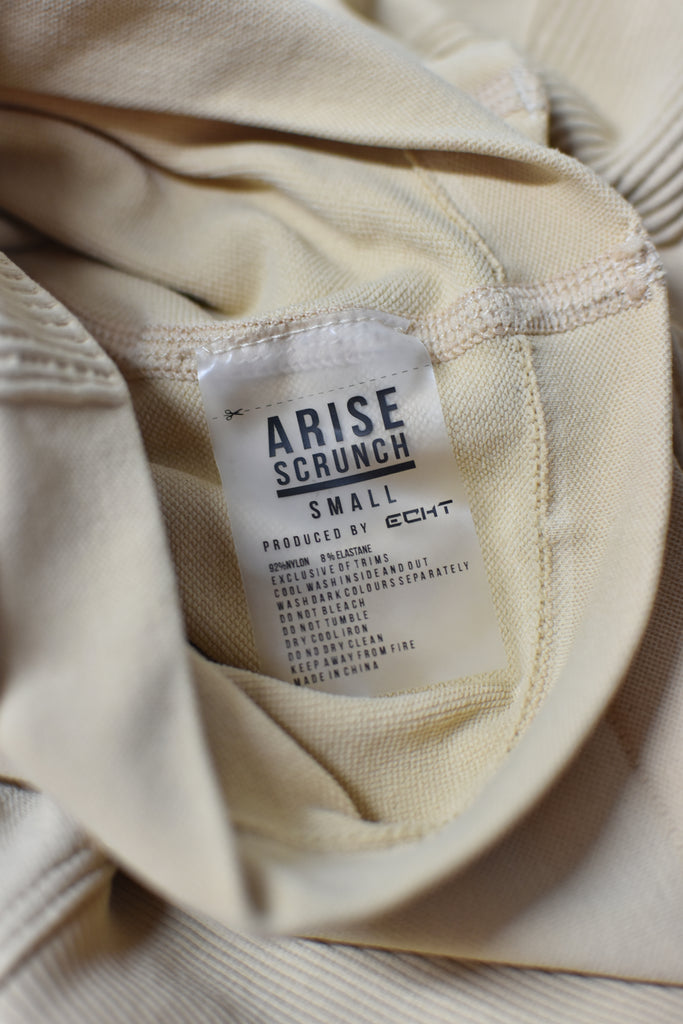 ARISE
SCRUNCH
SMALL
PRODUCED BY ECHT
92%NYLON 8%ELASTANE
EXCLUSIVE OF TRIMS
COOL WASH INSIDE AND OUT
WASH DARK COLOURS SEPARATELY
DO NOT BLEACH
DO NOT TUMBLE
DRY COOL IRON
DO NO DRY CLEAN
KEEP AWAY FROM FIRE
MADE IN CHINA